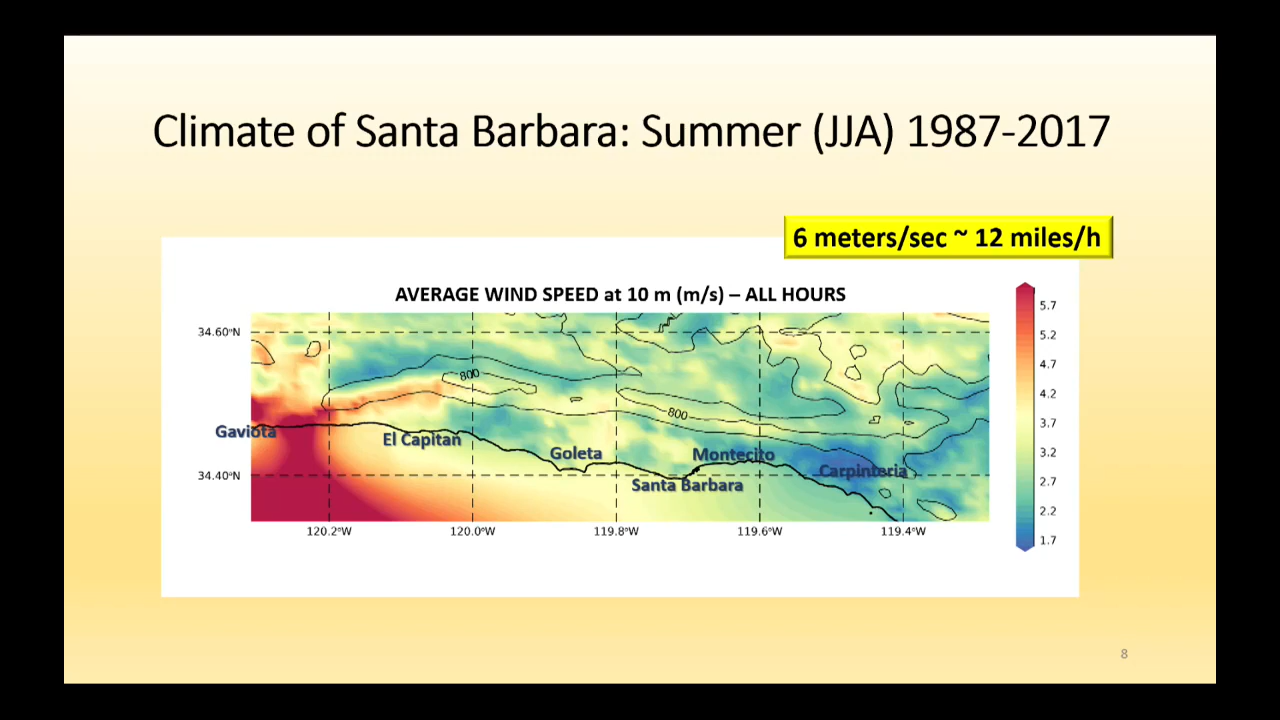 Climate of Santa Barbara: Summer (JJA) 1987-2017
6 meters/sec ~ 12 miles/h
AVERAGE WIND SPEED at 10 m (m/s) – ALL HOURS
34.60°N
34.40°N
800
800
Gaviota
El Capitan
Goleta
Montecito
Santa Barbara
Carpinteria
120.2°W 120.0°W 119.8°W 119.6°W 119.4°W
5.7
5.2
4.7
4.2
3.7
3.2
2.7
2.2
1.7
8